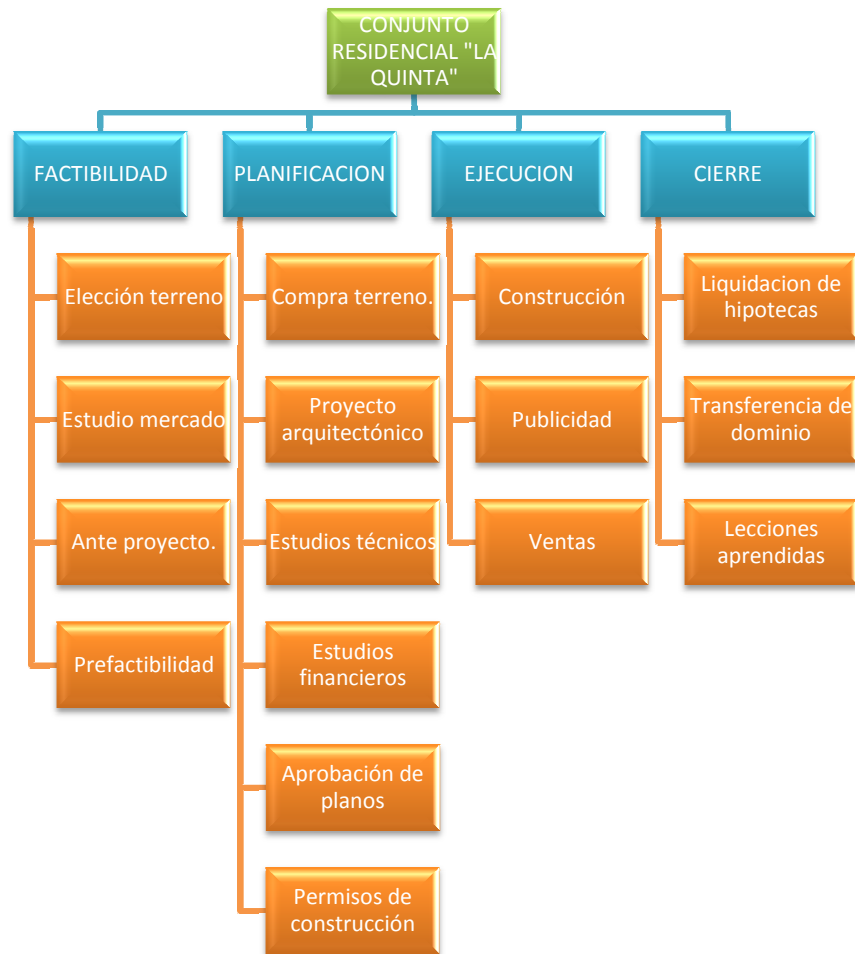 CONJUNTO
RESIDENCIAL "LA
QUINTA"
FACTIBILIDAD
PLANIFICACION
EJECUCION
CIERRE
Elección terreno
Estudio mercado
Ante proyecto.
Prefactibilidad
Compra terreno.
Proyecto
arquitectónico
Estudios técnicos
Estudios
financieros
Aprobación de
planos
Permisos de
construcción
Construcción
Publicidad
Ventas
Liquidacion de
hipotecas
Transferencia de
dominio
Lecciones
aprendidas